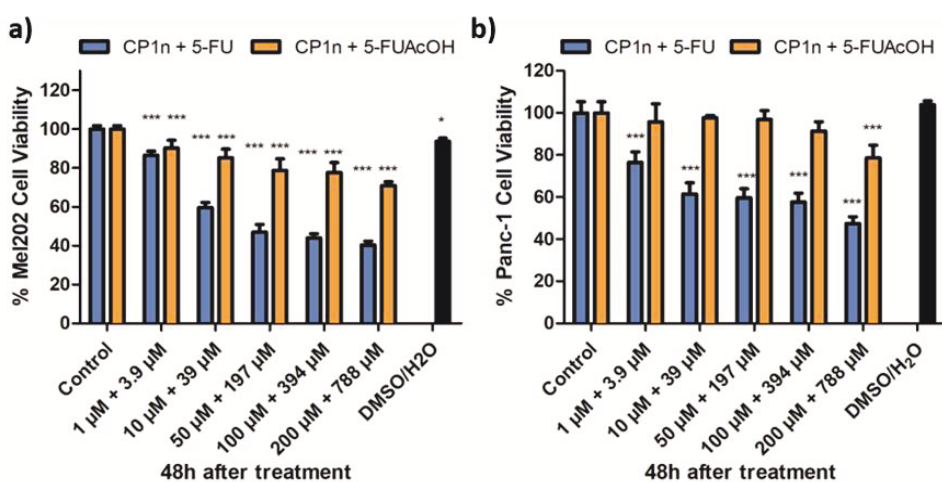 a)
CP1n + 5-FU CP1n + 5-FUAcOH
% Mel202 Cell Viability
120
100
80
60
40
20
0
*** ***
*** ***
*** ***
*** ***
*** ***
*
Control
1 µM + 3.9 µM
10 µM + 39 µM
50 µM + 197 µM
100 µM + 394 µM
200 µM + 788 µM
DMSO/H2O
48h after treatment
b)
CP1n + 5-FU CP1n + 5-FUAcOH
% Panc-1 Cell Viability
120
100
80
60
40
20
0
***
***
***
***
***
***
Control
1 µM + 3.9 µM
10 µM + 39 µM
50 µM + 197 µM
100 µM + 394 µM
200 µM + 788 µM
DMSO/H₂O
48h after treatment